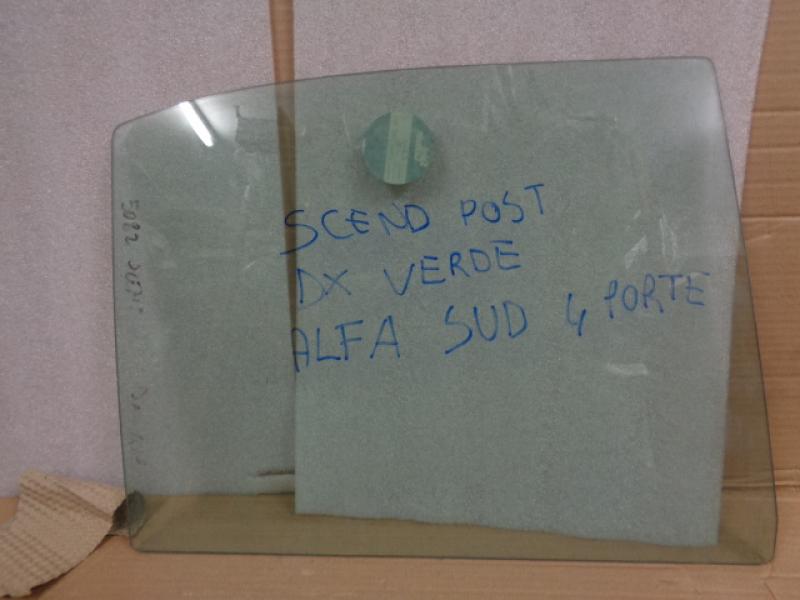 SCEND POST
DX VERDE
ALFA SUD 4 PORTE